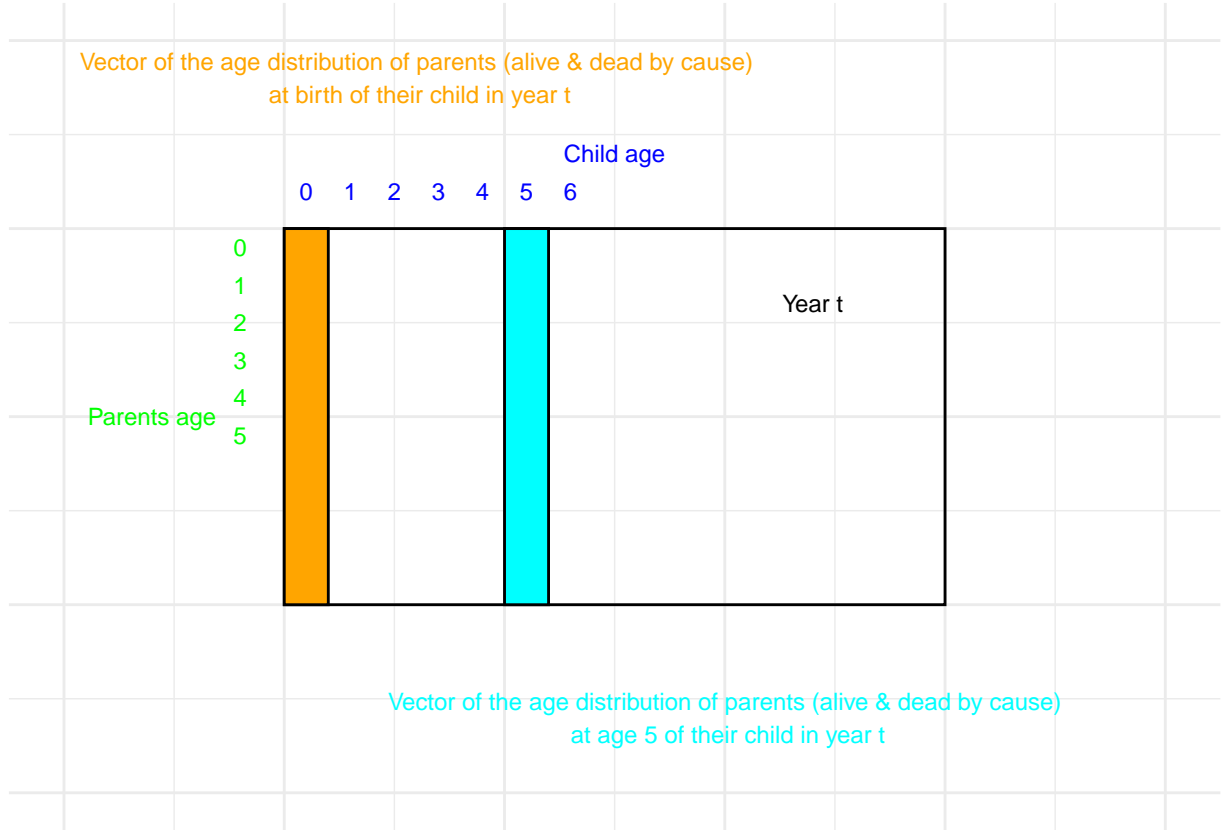 Vector of the age distribution of parents (alive & dead by cause)
at birth of their child in year t
Child age
0 1 2 3 4 5 6
0
1
Year t
2
3
4
Parents age
5
Vector of the age distribution of parents (alive & dead by cause)
at age 5 of their child in year t